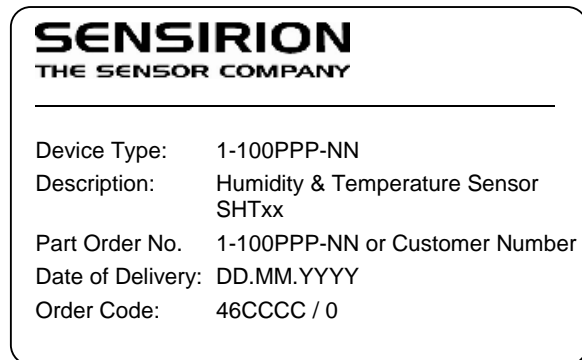 SENSIRION
THE SENSOR COMPANY
Device Type: 1-100PPP-NN
Description: Humidity & Temperature Sensor
SHTxx
Part Order No. 1-100PPP-NN or Customer Number
Date of Delivery: DD.MM.YYYY
Order Code: 46CCCC / 0